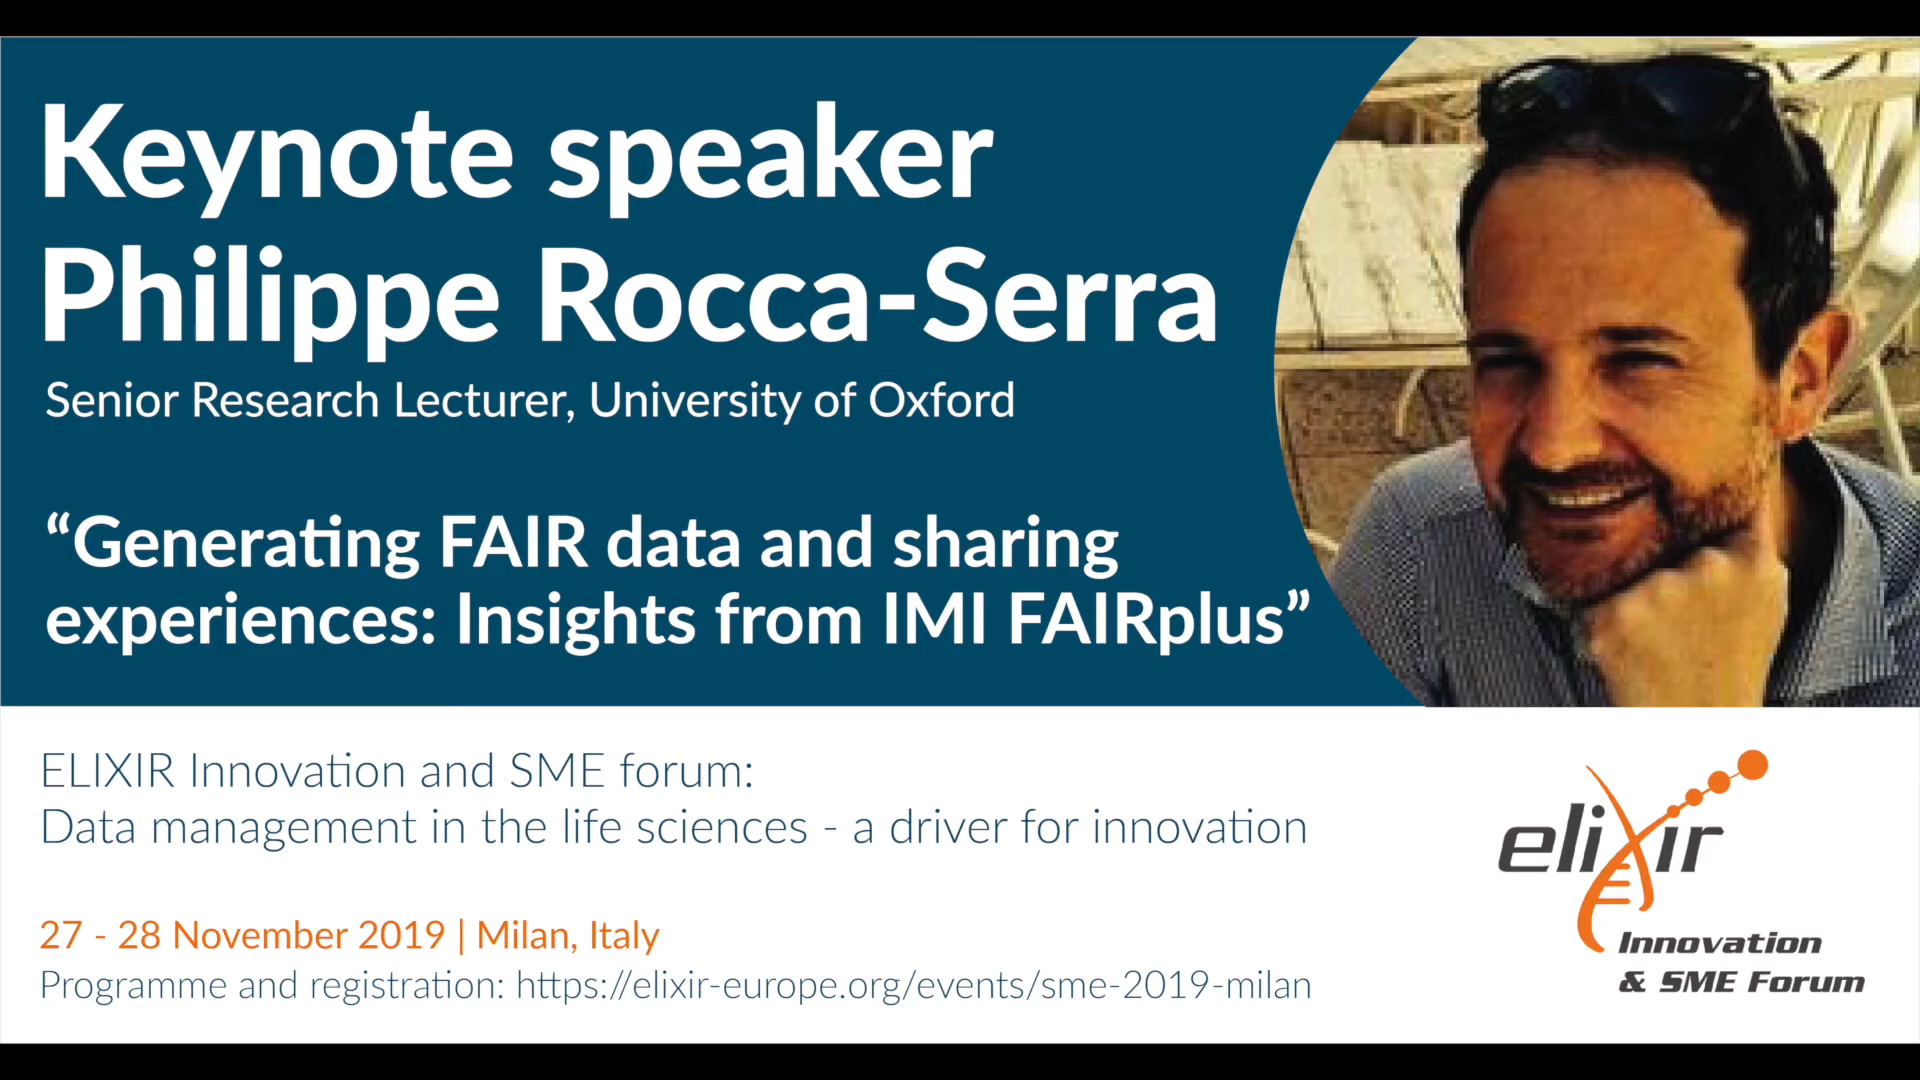 Keynote speaker
Philippe Rocca-Serra
Senior Research Lecturer, University of Oxford
“Generating FAIR data and sharing
experiences: Insights from IMI FAIRplus”
ELIXIR Innovation and SME forum:
Data management in the life sciences - a driver for innovation
27 - 28 November 2019 | Milan, Italy
Programme and registration: https://elixir-europe.org/events/sme-2019-milan
elixir
Innovation
& SME Forum